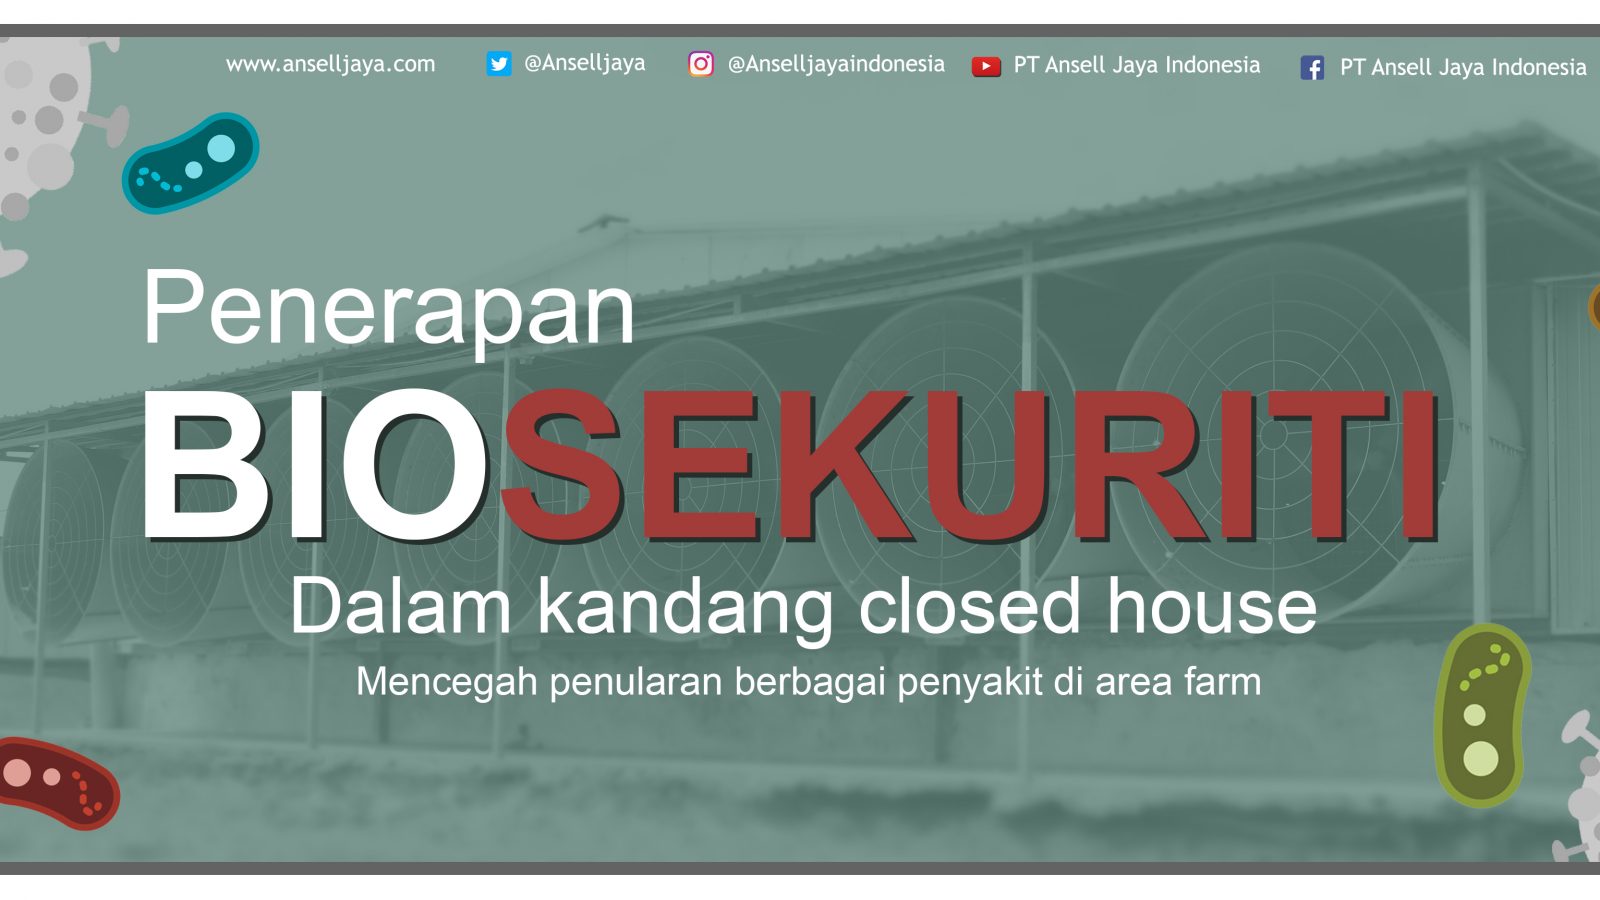 www.anselljaya.com @Anselljaya @Anselljayaindonesia PT Ansell Jaya Indonesia PT Ansell Jaya Indonesia
Penerapan
BIOSEKURITI
Dalam kandang closed house
Mencegah penularan berbagai penyakit di area farm